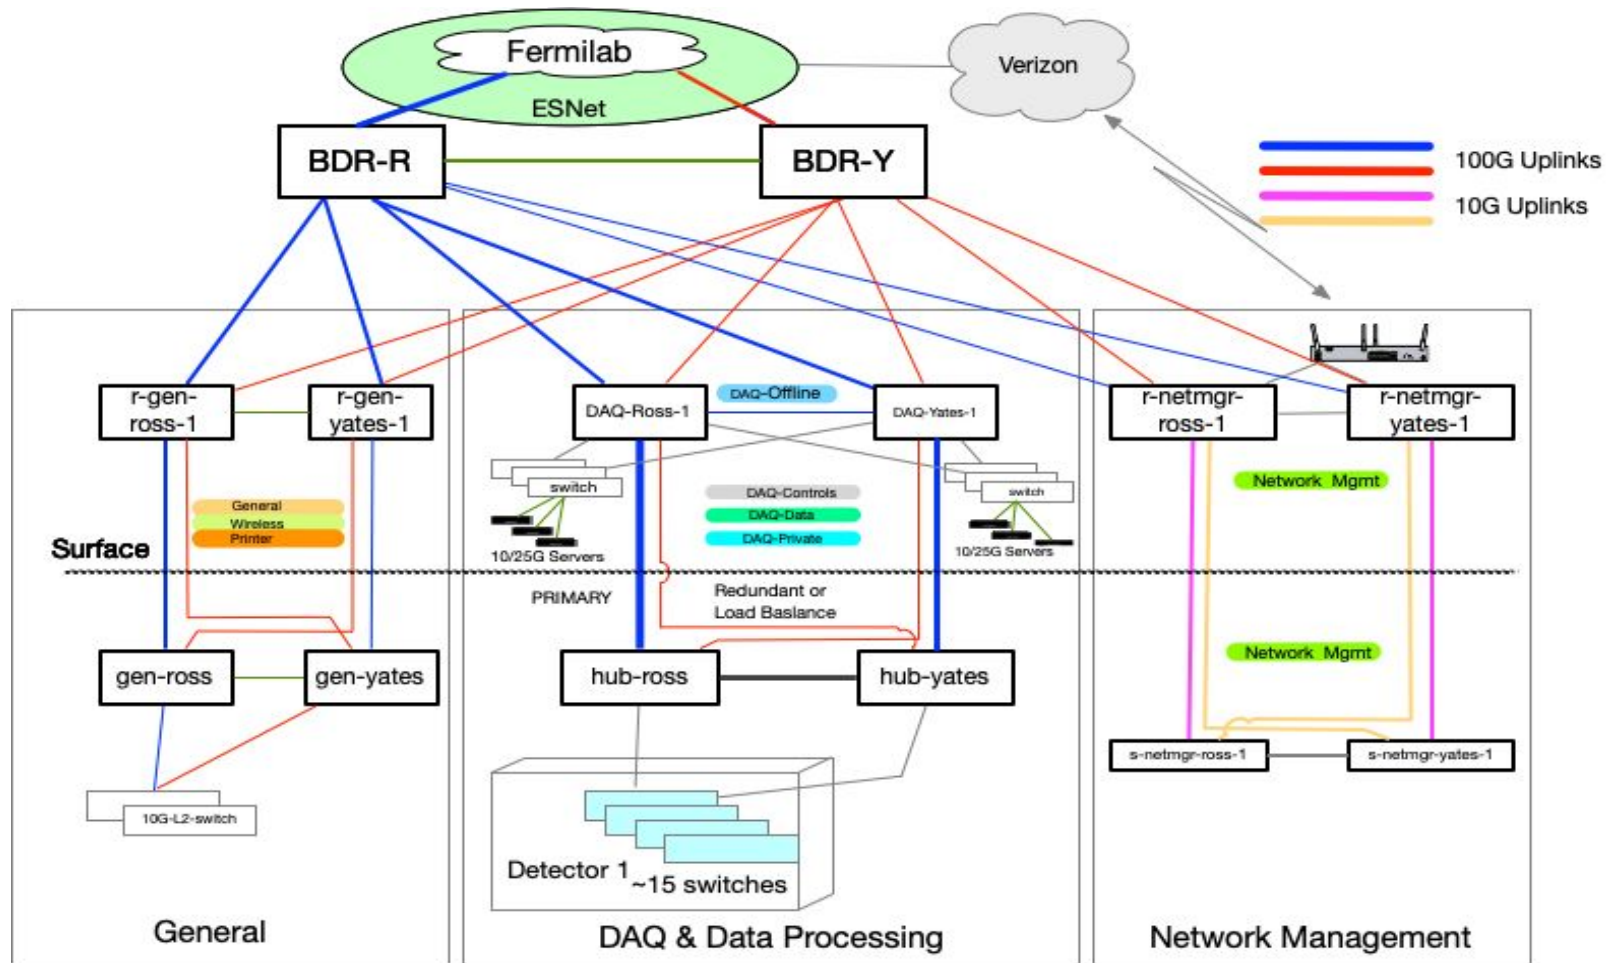 Fermilab
Verizon
ESNet
BDR-R
BDR-Y
100G Uplinks
10G Uplinks
r-gen-
ross-1
r-gen-
yates-1
DAQ-Ross-1
DAQ-Offline
DAQ-Yates-1
r-netmgr-
ross-1
r-netmgr-
yates-1
switch
switch
General
Wireless
Printer
DAQ-Controls
DAQ-Data
DAQ-Private
Network Mgmt
10/25G Servers
10/25G Servers
Surface
PRIMARY
Redundant or
Load Baslance
Network Mgmt
gen-ross
gen-yates
hub-ross
hub-yates
s-netmgr-ross-1
s-netmgr-yates-1
10G-L2-switch
Detector 1
~15 switches
General
DAQ & Data Processing
Network Management